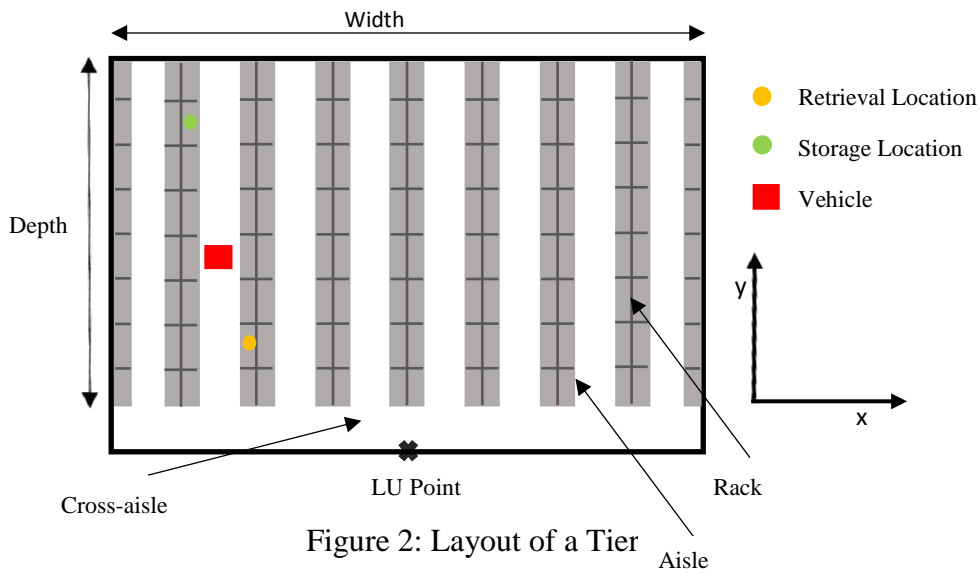 Width
Retrieval Location
Storage Location
Vehicle
Depth
y
x
Cross-aisle
LU Point
Rack
Figure 2: Layout of a Tier
Aisle